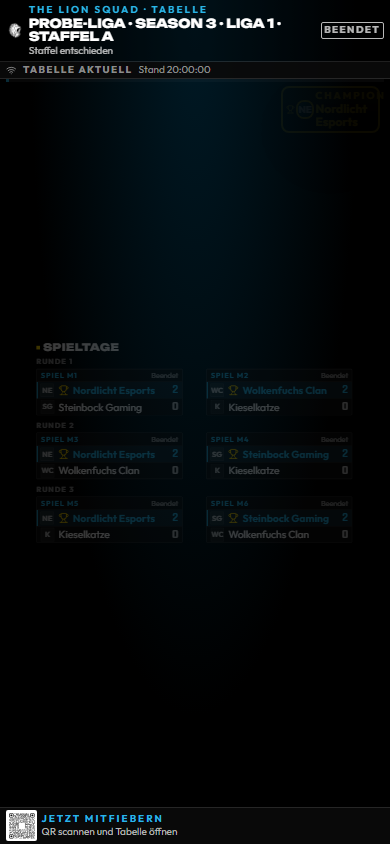 THE LION SQUAD · TABELLE
PROBE-LIGA · SEASON 3 · LIGA 1 ·
STAFFEL A
Staffel entschieden
BEENDET
TABELLE AKTUELL Stand 20:00:00
CHAMPION
NE Nordlicht
Esports
SPIELTAGE
RUNDE 1
SPIEL M1 Beendet
NE Nordlicht Esports 2
SG Steinbock Gaming 0
SPIEL M2 Beendet
WC Wolkenfuchs Clan 2
K Kieselkatze 0
RUNDE 2
SPIEL M3 Beendet
NE Nordlicht Esports 2
WC Wolkenfuchs Clan 0
SPIEL M4 Beendet
SG Steinbock Gaming 2
K Kieselkatze 0
RUNDE 3
SPIEL M5 Beendet
NE Nordlicht Esports 2
K Kieselkatze 0
SPIEL M6 Beendet
SG Steinbock Gaming 2
WC Wolkenfuchs Clan 0
JETZT MITFIEBERN
QR scannen und Tabelle öffnen